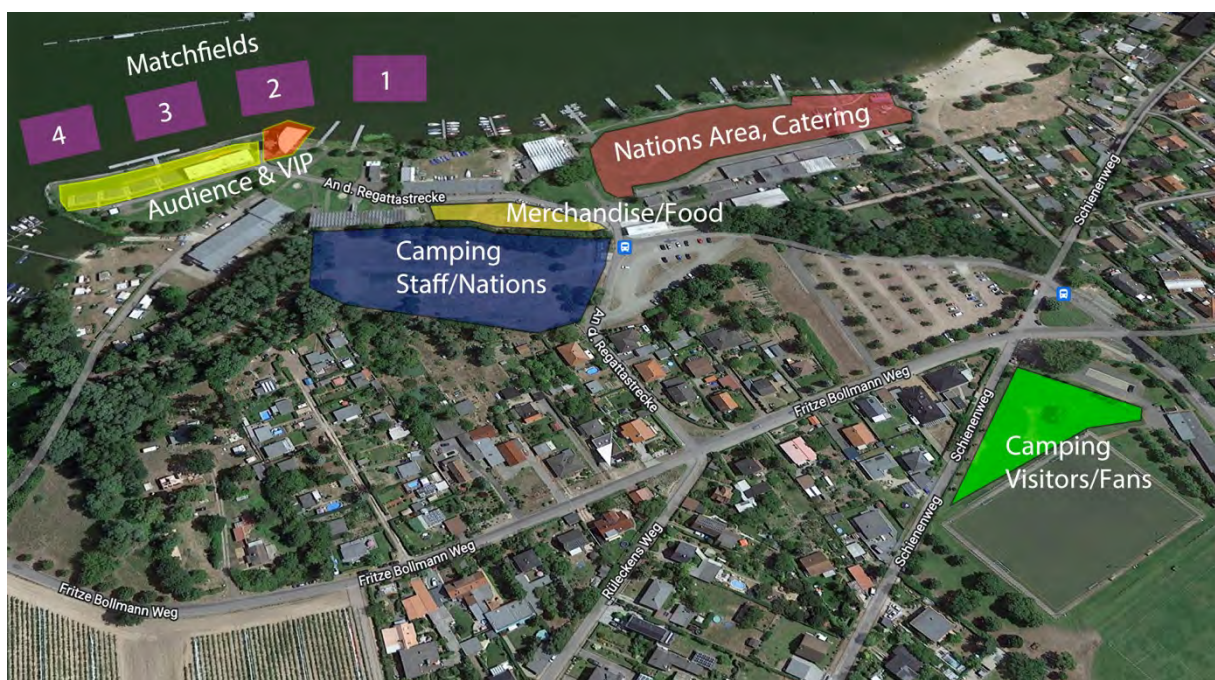 Matchfields
1
2
3
4
Nations Area, Catering
Audience & VIP
An d. Regattastrecke
Merchandise/Food
Schienenweg
Camping
Staff/Nations
An d. Regattastrecke
Fritze Bollmann Weg
Schienenweg
Camping
Visitors/Fans
Schienenweg
Rüleckens Weg
Fritze Bollmann Weg
Fritze Bollmann Weg